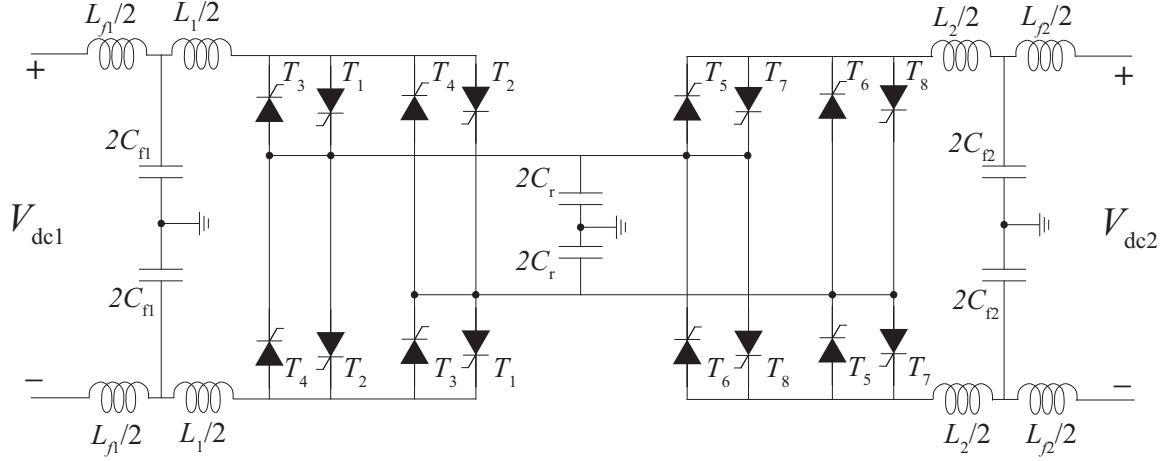 L_f1/2 L_1/2 L_2/2 L_f2/2
+ T_3 T_1 T_4 T_2 T_5 T_7 T_6 T_8 +
2C_f1 2C_r 2C_f2
V_dc1 V_dc2
2C_f1 2C_r 2C_f2
− T_4 T_2 T_3 T_1 T_6 T_8 T_5 T_7 −
L_f1/2 L_1/2 L_2/2 L_f2/2